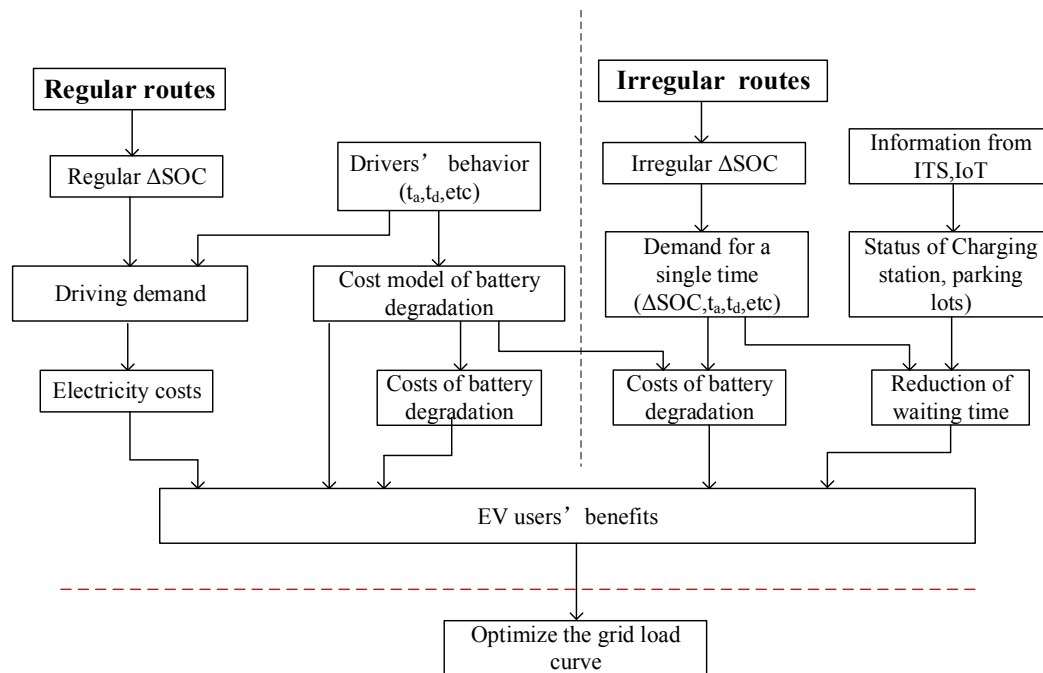 Regular routes
Irregular routes
Regular ΔSOC
Drivers’ behavior
(ta,td,etc)
Irregular ΔSOC
Information from
ITS,IoT
Driving demand
Cost model of battery
degradation
Demand for a
single time
(ΔSOC,ta,td,etc)
Status of Charging
station, parking
lots)
Electricity costs
Costs of battery
degradation
Costs of battery
degradation
Reduction of
waiting time
EV users’ benefits
Optimize the grid load
curve